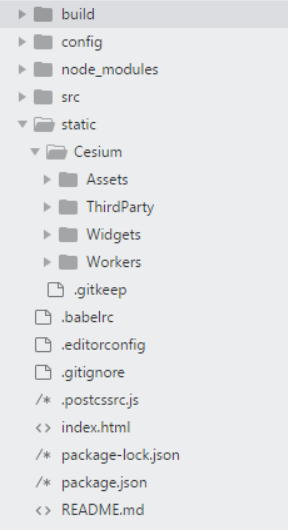 build
config
node_modules
src
static
Cesium
Assets
ThirdParty
Widgets
Workers
.gitkeep
.babelrc
.editorconfig
.gitignore
/* .postcssrc.js
<> index.html
/* package-lock.json
/* package.json
<> README.md